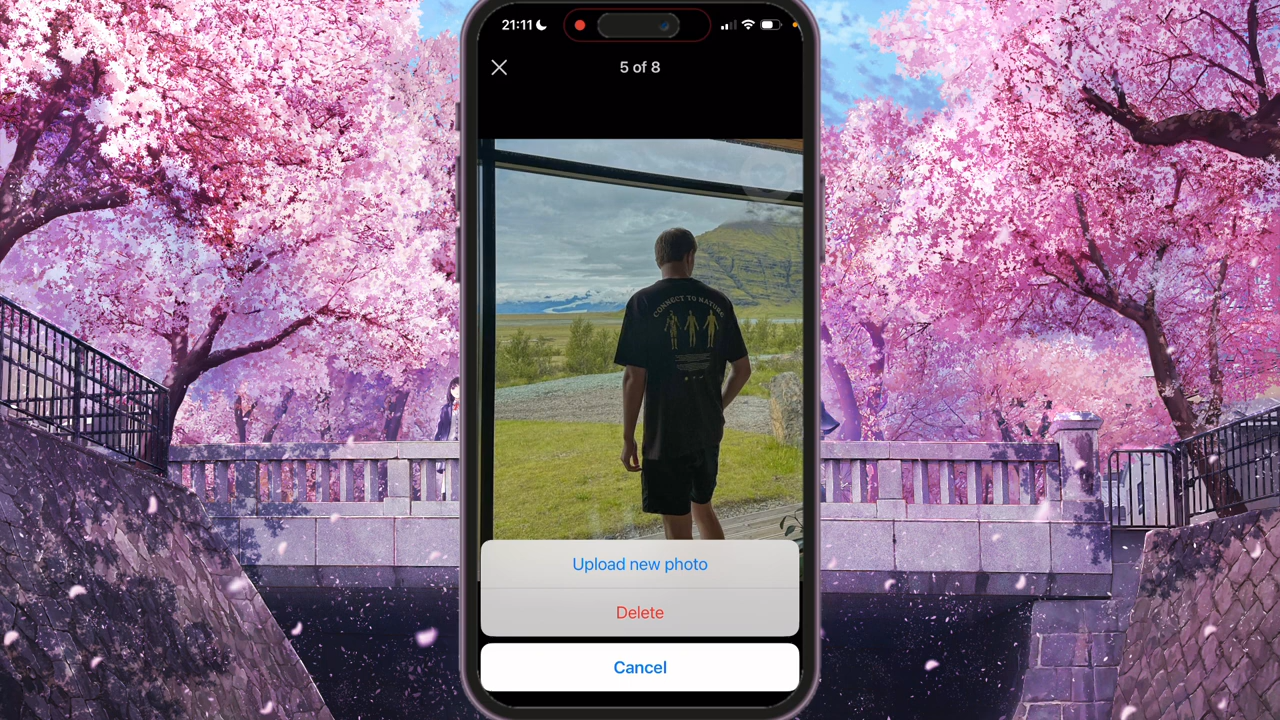 21:11
5 of 8
CONNECT TO NATURE
Upload new photo
Delete
Cancel